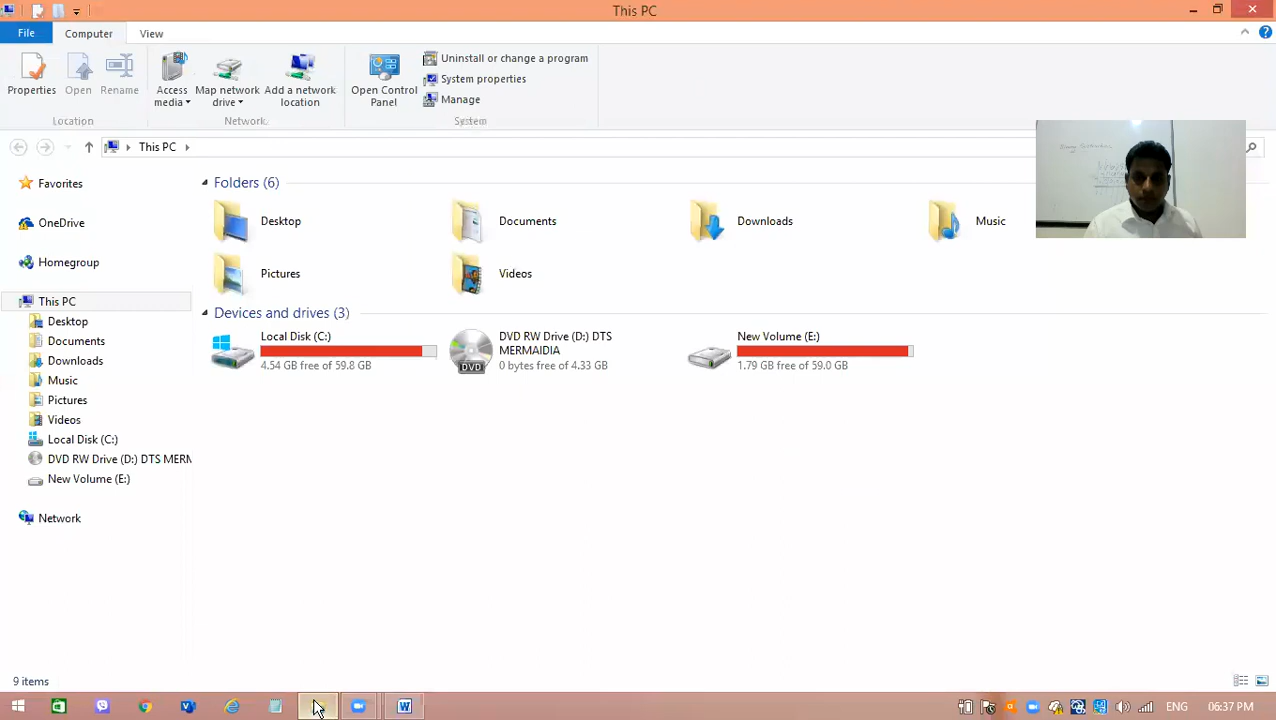 This PC
File
Computer
View
Properties
Open
Rename
Access media
Map network drive
Add a network location
Open Control Panel
Uninstall or change a program
System properties
Manage
Location
Network
System
This PC
Favorites
OneDrive
Homegroup
This PC
Desktop
Documents
Downloads
Music
Pictures
Videos
Local Disk (C:)
DVD RW Drive (D:) DTS MERM
New Volume (E:)
Network
Folders (6)
Desktop
Documents
Downloads
Music
Pictures
Videos
Devices and drives (3)
Local Disk (C:)
4.54 GB free of 59.8 GB
DVD RW Drive (D:) DTS
MERMAIDIA
0 bytes free of 4.33 GB
DVD
New Volume (E:)
1.79 GB free of 59.0 GB
9 items
ENG
06:37 PM